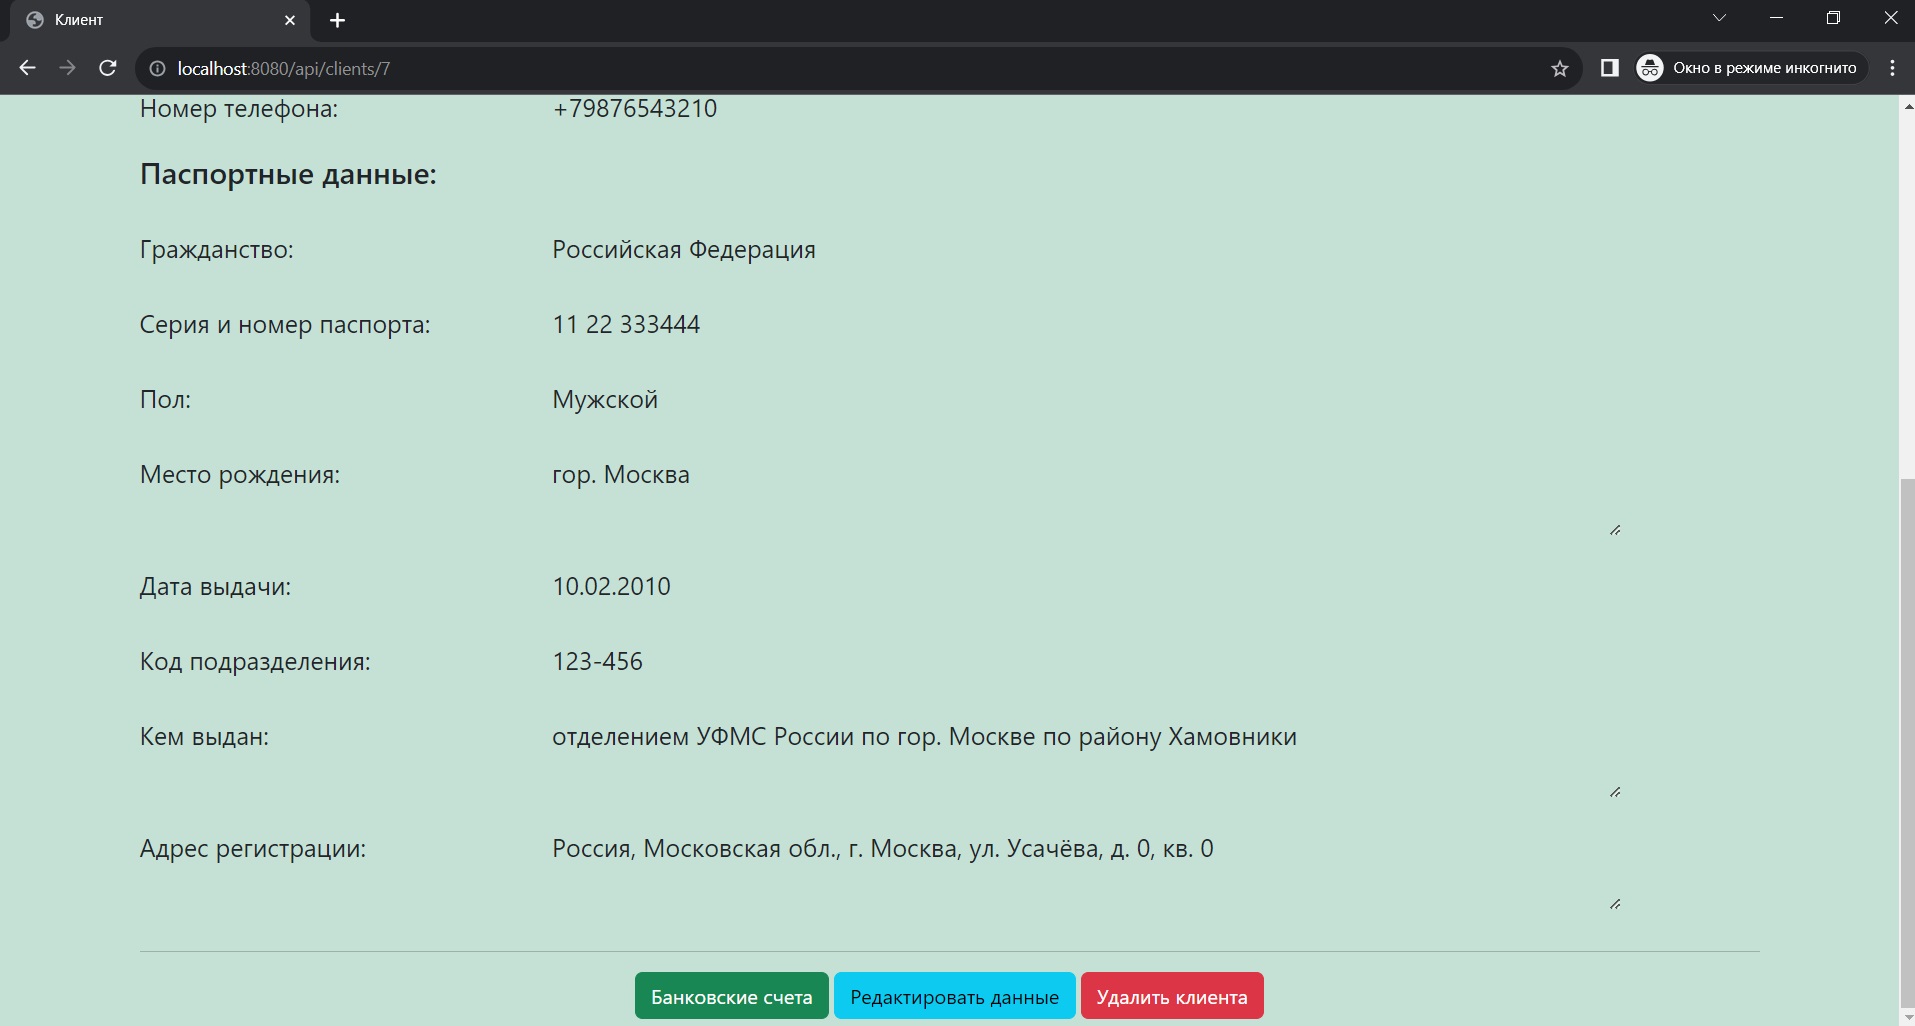 Клиент
localhost:8080/api/clients/7
Окно в режиме инкогнито
Номер телефона: +79876543210
Паспортные данные:
Гражданство: Российская Федерация
Серия и номер паспорта: 11 22 333444
Пол: Мужской
Место рождения: гор. Москва
Дата выдачи: 10.02.2010
Код подразделения: 123-456
Кем выдан: отделением УФМС России по гор. Москве по району Хамовники
Адрес регистрации: Россия, Московская обл., г. Москва, ул. Усачёва, д. 0, кв. 0
Банковские счета Редактировать данные Удалить клиента